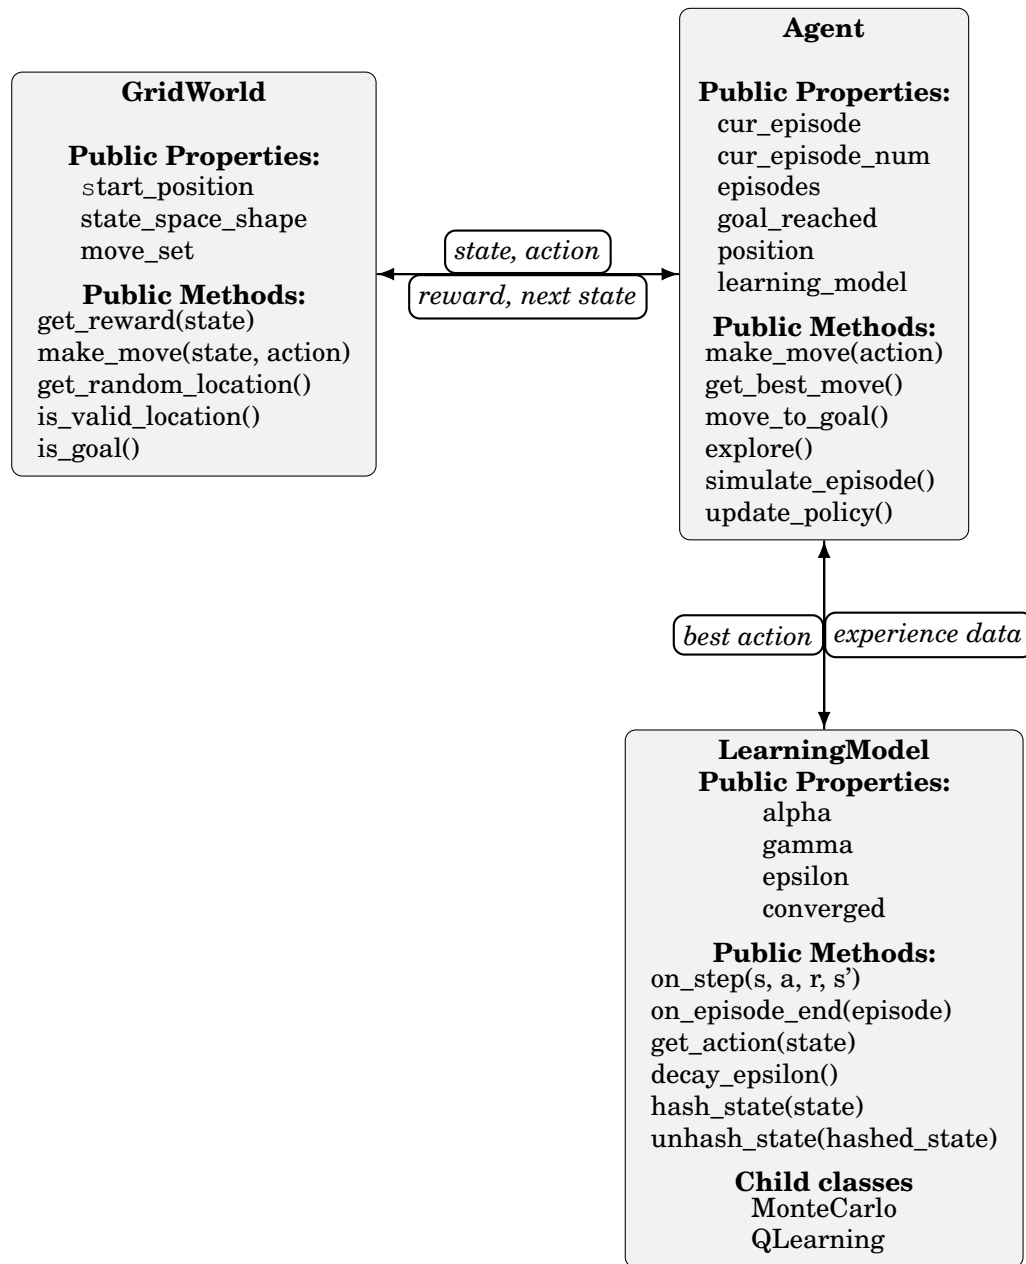 GridWorld
Public Properties:
start_position
state_space_shape
move_set
Public Methods:
get_reward(state)
make_move(state, action)
get_random_location()
is_valid_location()
is_goal()
state, action
reward, next state
Agent
Public Properties:
cur_episode
cur_episode_num
episodes
goal_reached
position
learning_model
Public Methods:
make_move(action)
get_best_move()
move_to_goal()
explore()
simulate_episode()
update_policy()
best action
experience data
LearningModel
Public Properties:
alpha
gamma
epsilon
converged
Public Methods:
on_step(s, a, r, s’)
on_episode_end(episode)
get_action(state)
decay_epsilon()
hash_state(state)
unhash_state(hashed_state)
Child classes
MonteCarlo
QLearning